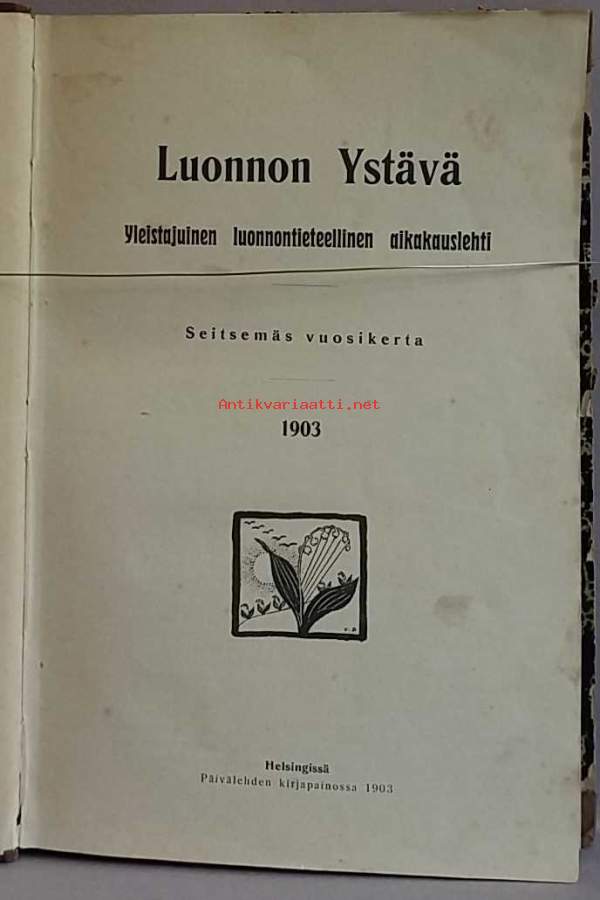 Luonnon Ystävä
Yleistajuinen luonnontieteellinen aikakauslehti
Seitsemäs vuosikerta
Antikvariaatti.net
1903
Helsingissä
Päivälehden kirjapainossa 1903